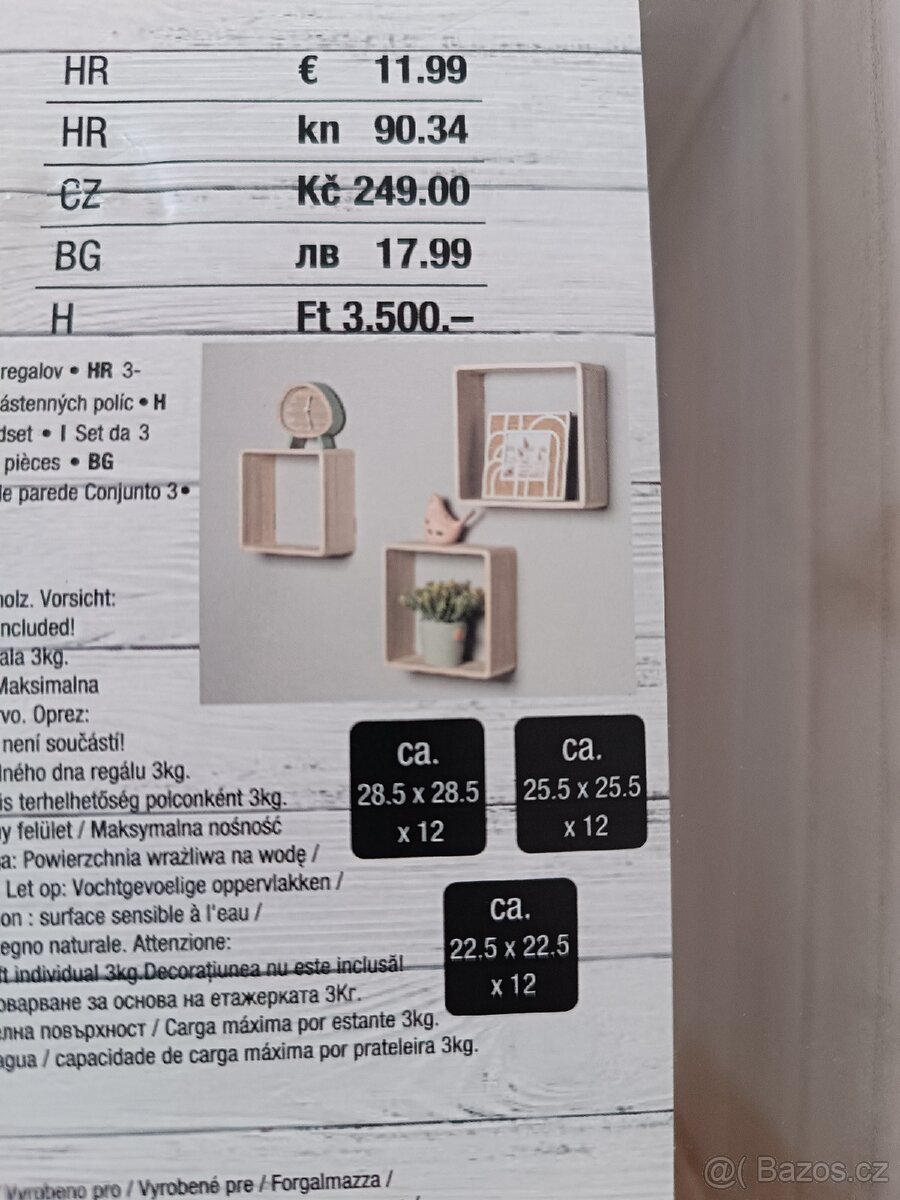 HR € 11.99
HR kn 90.34
CZ Kč 249.00
BG лв 17.99
H Ft 3.500.–
regalov • HR 3-
ástenných políc • H
dset • I Set da 3
pièces • BG
de parede Conjunto 3•
holz. Vorsicht:
included!
ala 3kg.
Maksimalna
rvo. Oprez:
není součástí!
lného dna regálu 3kg.
is terhelhetőség polconként 3kg.
ny felület / Maksymalna nośność
a: Powierzchnia wrażliwa na wodę /
Let op: Vochtgevoelige oppervlakken /
on : surface sensible à l'eau /
egno naturale. Attenzione:
ft individual 3kg.Decorațiunea nu este inclusă!
оварване за основа на етажерката 3Кг.
елна повърхност / Carga máxima por estante 3kg.
agua / capacidade de carga máxima por prateleira 3kg.
ca.
28.5 x 28.5
x 12
ca.
25.5 x 25.5
x 12
ca.
22.5 x 22.5
x 12
/ Vyrobeno pro / Vyrobené pre / Forgalmazza /
@( Bazos.cz